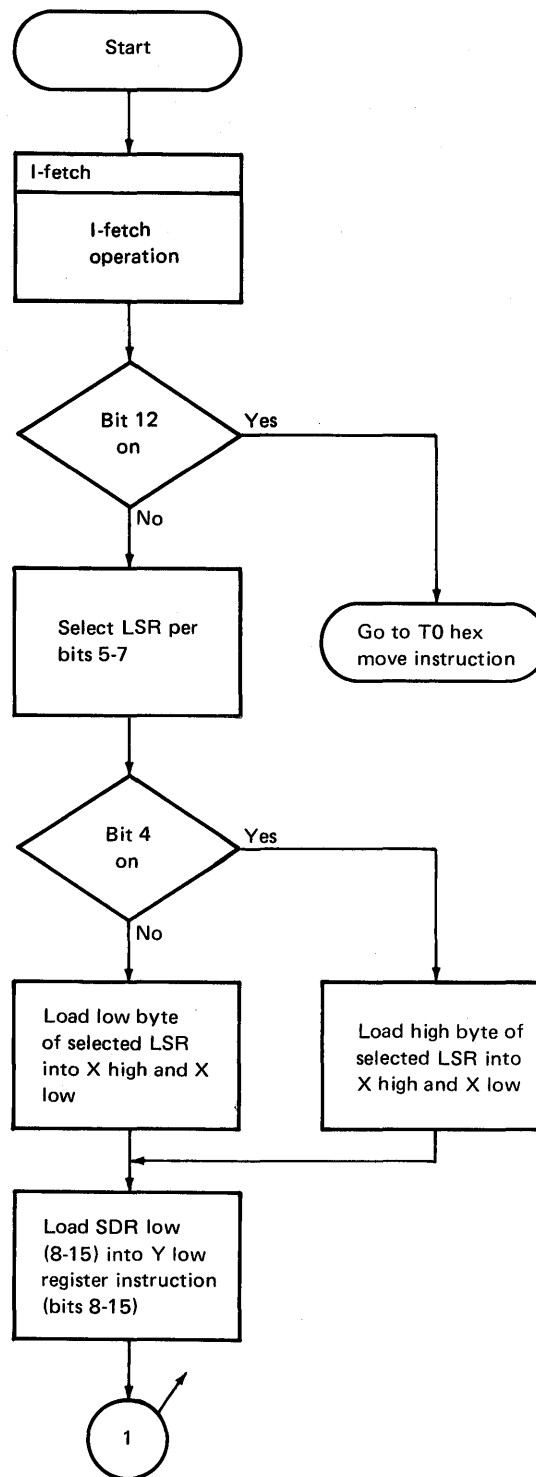 Start
I-fetch
I-fetch
operation
Bit 12
on
Yes
No
Select LSR per
bits 5-7
Go to T0 hex
move instruction
Bit 4
on
Yes
No
Load low byte
of selected LSR
into X high and X
low
Load high byte of
selected LSR into
X high and X low
Load SDR low
(8-15) into Y low
register instruction
(bits 8-15)
1